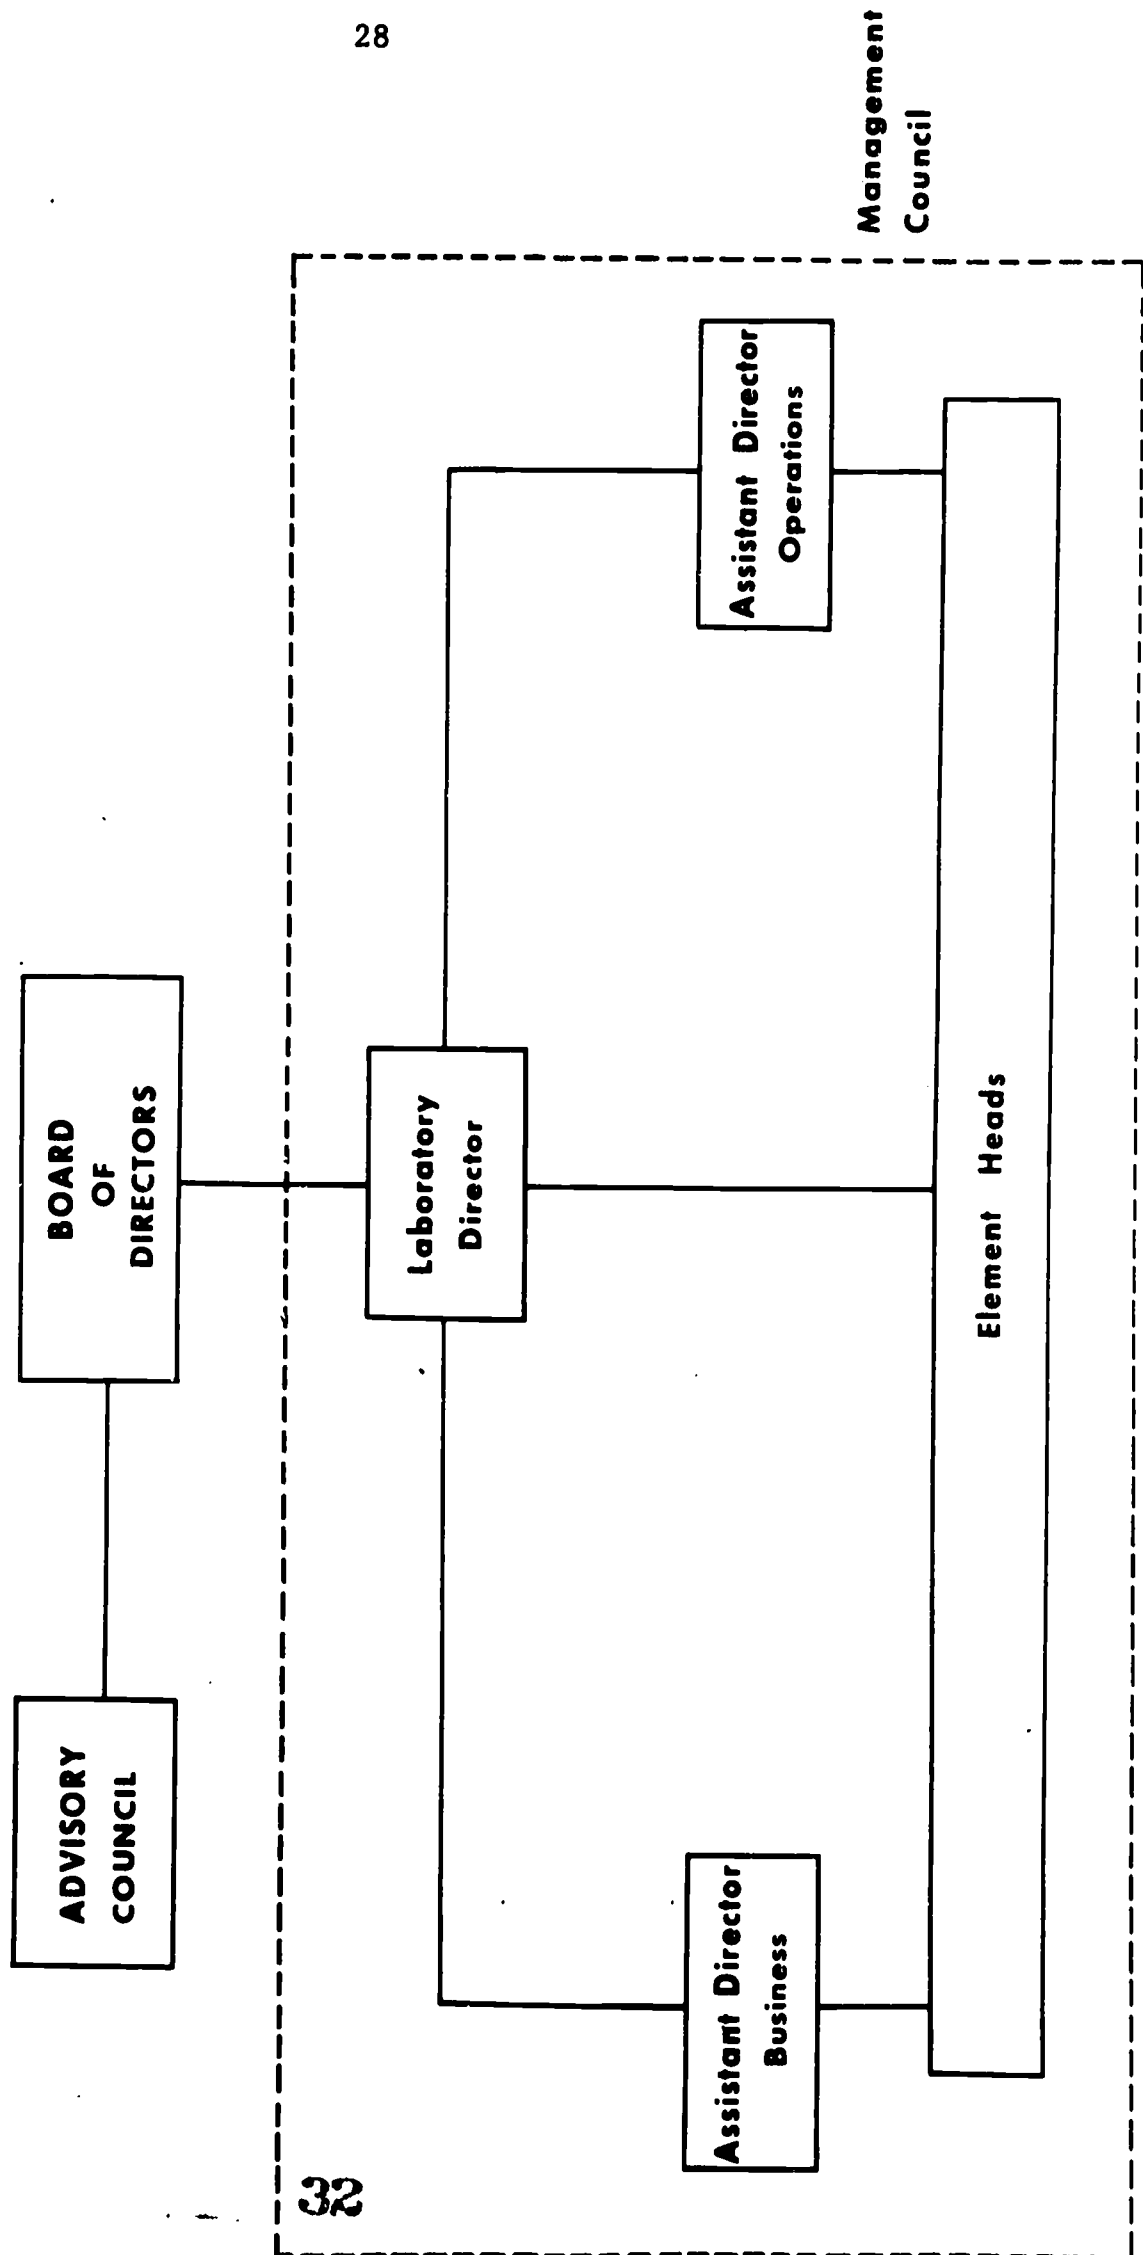 28
ADVISORY
COUNCIL
BOARD
OF
DIRECTORS
Laboratory
Director
Assistant Director
Business
Assistant Director
Operations
Element Heads
Management
Council
32